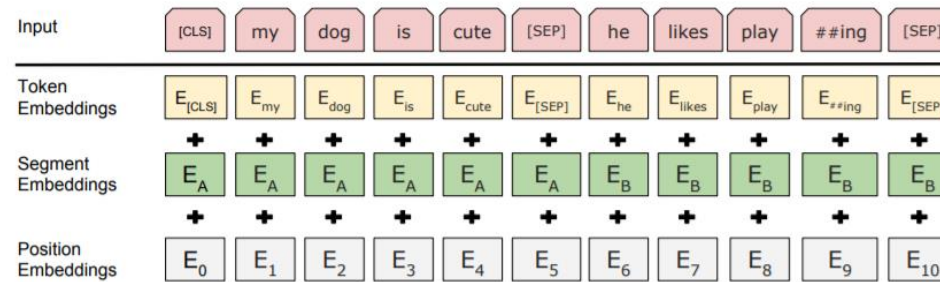 Input [CLS] my dog is cute [SEP] he likes play ##ing [SEP]
Token Embeddings E[CLS] Emy Edog Eis Ecute E[SEP] Ehe Elikes Eplay E##ing E[SEP
+ + + + + + + + + + +
Segment Embeddings EA EA EA EA EA EA EB EB EB EB EB
+ + + + + + + + + + +
Position Embeddings E0 E1 E2 E3 E4 E5 E6 E7 E8 E9 E10